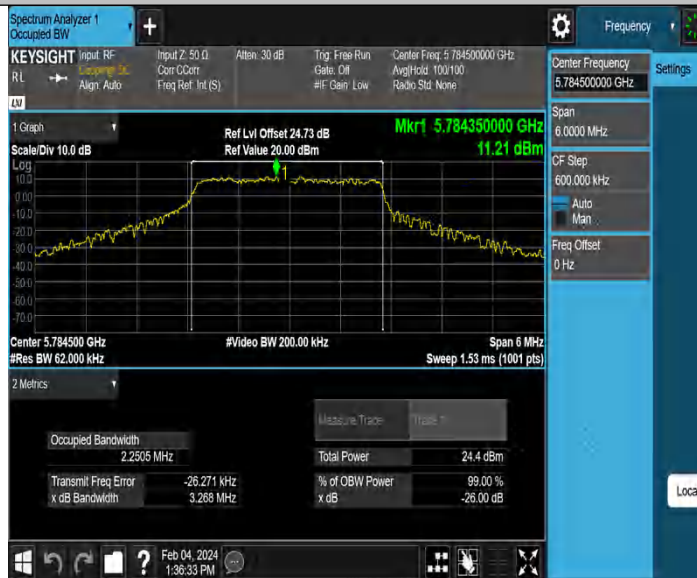 Spectrum Analyzer 1
Occupied BW
Frequency
KEYSIGHT
Input: RF
Coupling: DC
Align: Auto
Input Z: 50 Ω
Corr CCorr
Freq Ref: Int (S)
Atten: 30 dB
Trig: Free Run
Gate: Off
#IF Gain: Low
Center Freq: 5.784500000 GHz
Avg|Hold: 100/100
Radio Std: None
RL
LXI
Center Frequency
5.784500000 GHz
Settings
Span
6.0000 MHz
CF Step
600.000 kHz
Auto
Man
Freq Offset
0 Hz
1 Graph
Scale/Div 10.0 dB
Ref Lvl Offset 24.73 dB
Ref Value 20.00 dBm
Mkr1 5.784350000 GHz
11.21 dBm
Log
10.0
0.00
-10.0
-20.0
-30.0
-40.0
-50.0
-60.0
-70.0
1
Center 5.784500 GHz
#Res BW 62.000 kHz
#Video BW 200.00 kHz
Span 6 MHz
Sweep 1.53 ms (1001 pts)
2 Metrics
Measure Trace
Trace 1
Occupied Bandwidth
2.2505 MHz
Total Power
24.4 dBm
Transmit Freq Error
-26.271 kHz
% of OBW Power
99.00 %
x dB Bandwidth
3.268 MHz
x dB
-26.00 dB
Loca
?
Feb 04, 2024
1:36:33 PM